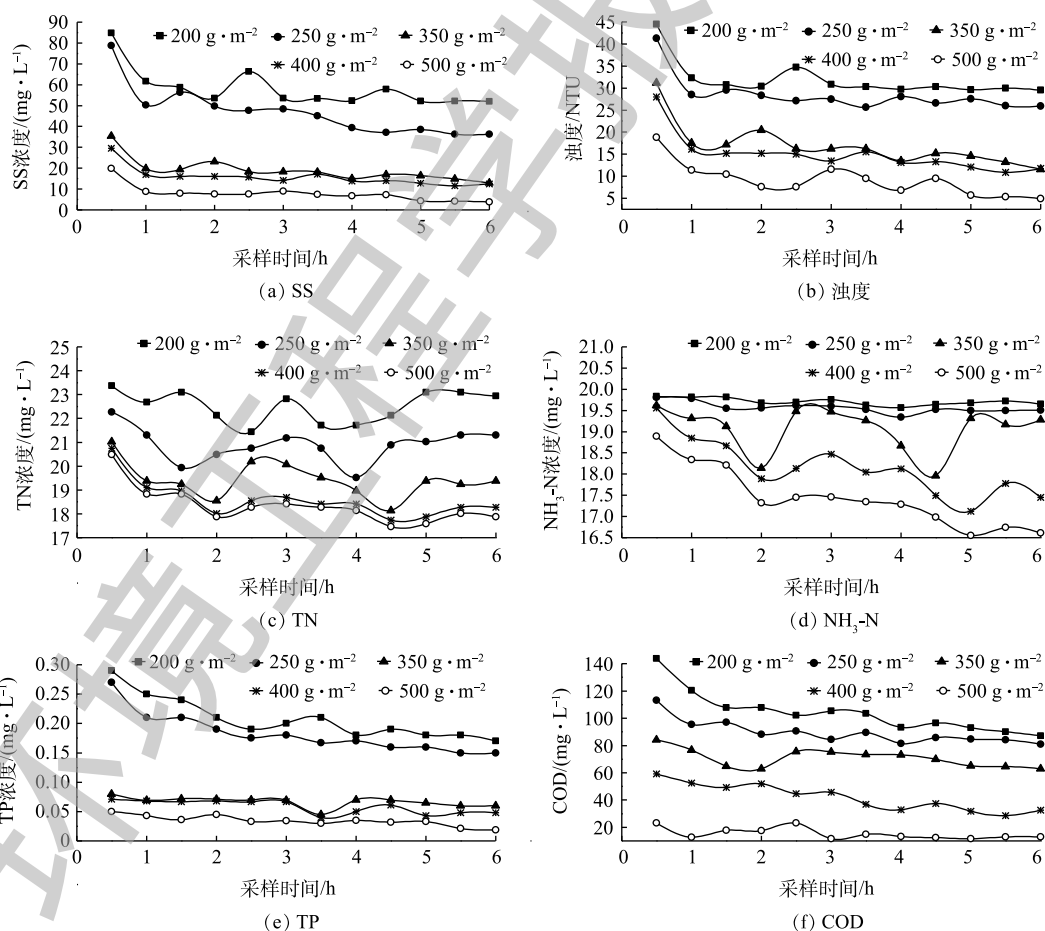 90
80
70
60
50
40
30
20
10
0
SS浓度/(mg·L⁻¹)
200 g·m⁻² 250 g·m⁻² 350 g·m⁻²
400 g·m⁻² 500 g·m⁻²
0 1 2 3 4 5 6
采样时间/h
(a) SS
45
40
35
30
25
20
15
10
5
浊度/NTU
200 g·m⁻² 250 g·m⁻² 350 g·m⁻²
400 g·m⁻² 500 g·m⁻²
0 1 2 3 4 5 6
采样时间/h
(b) 浊度
25
24
23
22
21
20
19
18
17
TN浓度/(mg·L⁻¹)
200 g·m⁻² 250 g·m⁻² 350 g·m⁻²
400 g·m⁻² 500 g·m⁻²
0 1 2 3 4 5 6
采样时间/h
(c) TN
21.0
20.5
20.0
19.5
19.0
18.5
18.0
17.5
17.0
16.5
NH₃-N浓度/(mg·L⁻¹)
200 g·m⁻² 250 g·m⁻² 350 g·m⁻²
400 g·m⁻² 500 g·m⁻²
0 1 2 3 4 5 6
采样时间/h
(d) NH₃-N
0.30
0.25
0.20
0.15
0.10
0.05
0
TP浓度/(mg·L⁻¹)
200 g·m⁻² 250 g·m⁻² 350 g·m⁻²
400 g·m⁻² 500 g·m⁻²
0 1 2 3 4 5 6
采样时间/h
(e) TP
140
120
100
80
60
40
20
COD/(mg·L⁻¹)
200 g·m⁻² 250 g·m⁻² 350 g·m⁻²
400 g·m⁻² 500 g·m⁻²
0 1 2 3 4 5 6
采样时间/h
(f) COD
环境工程学报